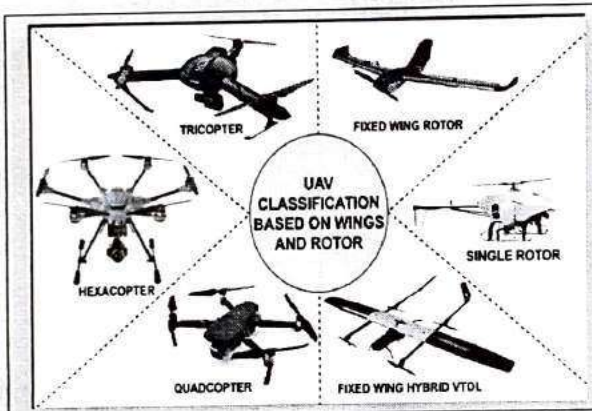 TRICOPTER
FIXED WING ROTOR
UAV
CLASSIFICATION
BASED ON WINGS
AND ROTOR
HEXACOPTER
SINGLE ROTOR
QUADCOPTER
FIXED WING HYBRID VTOL